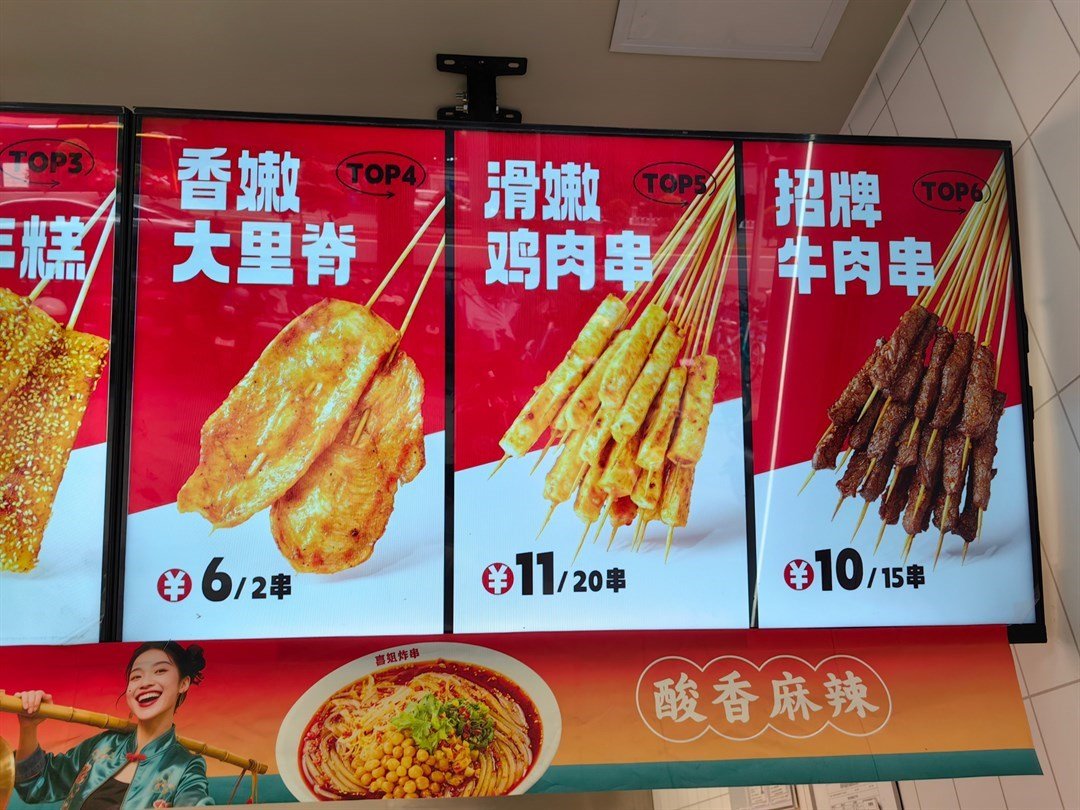 TOP3
年糕
香嫩
TOP4
大里脊
¥6/2串
滑嫩
TOP5
鸡肉串
¥11/20串
招牌
TOP6
牛肉串
¥10/15串
喜姐炸串
酸香麻辣